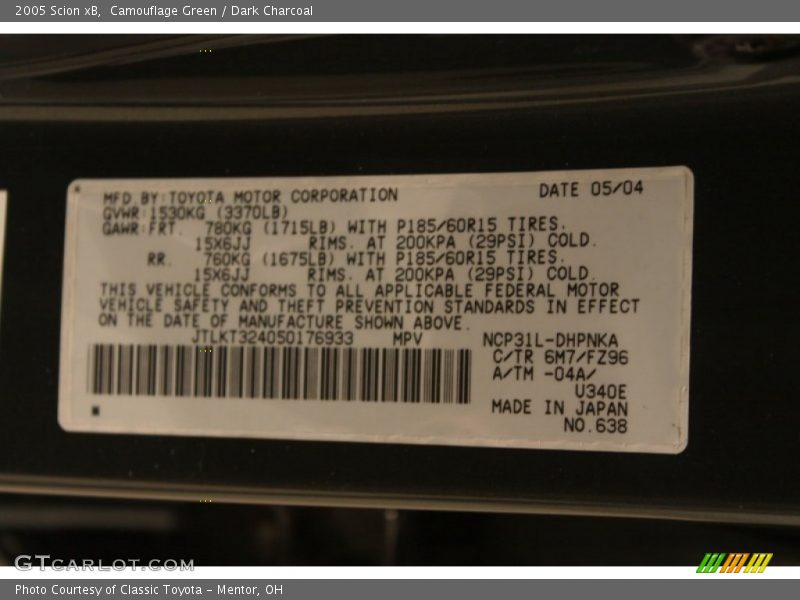 2005 Scion xB,  Camouflage Green / Dark Charcoal
MFD.BY:TOYOTA MOTOR CORPORATION DATE 05/04
GVWR:1530KG (3370LB)
GAWR:FRT. 780KG (1715LB) WITH P185/60R15 TIRES.
15X6JJ RIMS. AT 200KPA (29PSI) COLD.
RR. 760KG (1675LB) WITH P185/60R15 TIRES.
15X6JJ RIMS. AT 200KPA (29PSI) COLD.
THIS VEHICLE CONFORMS TO ALL APPLICABLE FEDERAL MOTOR
VEHICLE SAFETY AND THEFT PREVENTION STANDARDS IN EFFECT
ON THE DATE OF MANUFACTURE SHOWN ABOVE.
JTLKT324050176933 MPV NCP31L-DHPNKA
C/TR 6M7/FZ96
A/TM -04A/
U340E
MADE IN JAPAN
NO.638
GTCARLOT.COM
Photo Courtesy of Classic Toyota - Mentor, OH